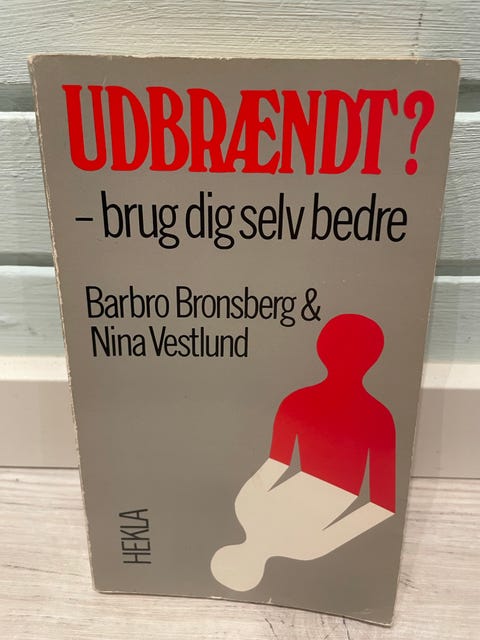 UDBRÆNDT?
– brug dig selv bedre
Barbro Bronsberg &
Nina Vestlund
HEKLA